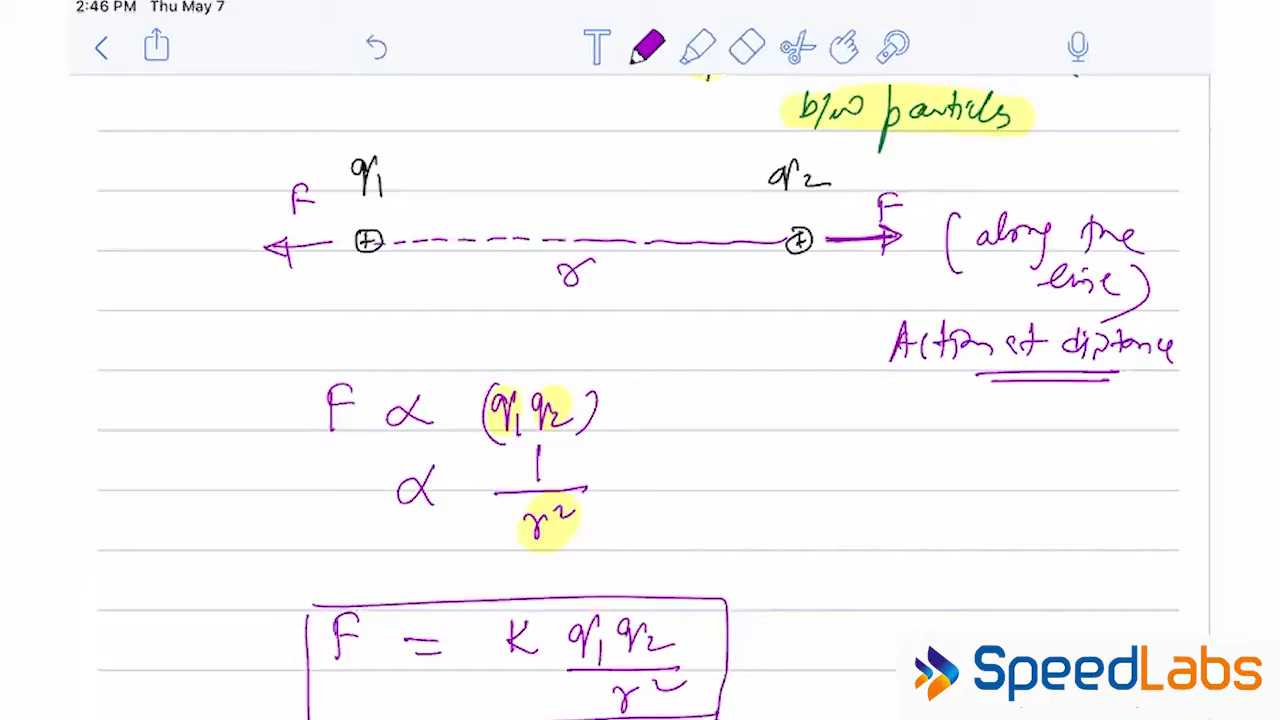 2:46 PM Thu May 7
T
b/w particles
q1 q2
F F
+ + (along the
r line)
Action at distance
F ∝ (q1q2)
∝ 1/r²
F = K q1q2/r²
SpeedLabs